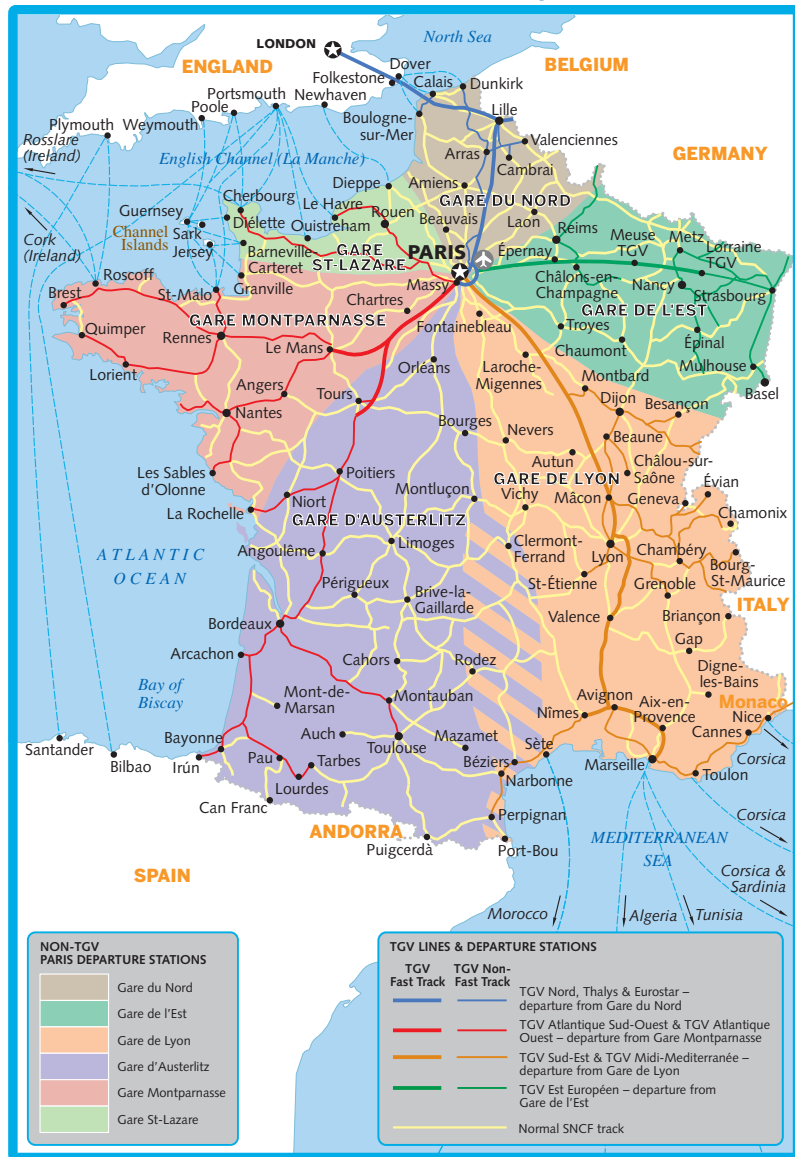 LONDON
North Sea
ENGLAND
BELGIUM
Dover
Folkestone
Calais
Dunkirk
Portsmouth
Newhaven
Poole
Lille
Plymouth
Weymouth
Boulogne-
sur-Mer
Rosslare
(Ireland)
Valenciennes
English Channel (La Manche)
Arras
GERMANY
Cambrai
Dieppe
Amiens
Cherbourg
GARE DU NORD
Le Havre
Guernsey
Dielette
Rouen
Beauvais
Laon
Reims
Channel
Islands
Sark
Ouistreham
Meuse
TGV
Metz
Lorraine
TGV
Cork
(Ireland)
Jersey
Barneville-
Carteret
GARE
ST-LAZARE
PARIS
Épernay
Roscoff
Massy
Châlons-en-
Champagne
Nancy
Strasbourg
Brest
St-Malo
Granville
Chartres
GARE DE L'EST
Quimper
Rennes
GARE MONTPARNASSE
Fontainebleau
Troyes
Épinal
Le Mans
Chaumont
Lorient
Orléans
Laroche-
Migennes
Mulhouse
Angers
Montbard
Basel
Tours
Dijon
Besançon
Nantes
Bourges
Nevers
Beaune
Autun
Châlou-sur-
Saône
Les Sables
d'Olonne
Poitiers
GARE DE LYON
Évian
Montluçon
Vichy
Mâcon
Geneva
Niort
La Rochelle
GARE D'AUSTERLITZ
Chamonix
Limoges
Clermont-
Ferrand
Lyon
Chambéry
ATLANTIC
OCEAN
Angoulême
Bourg-
St-Maurice
Périgueux
Brive-la-
Gaillarde
St-Étienne
Grenoble
ITALY
Bordeaux
Valence
Briançon
Arcachon
Cahors
Rodez
Gap
Digne-
les-Bains
Bay of
Biscay
Mont-de-
Marsan
Montauban
Avignon
Aix-en-
Provence
Monaco
Nîmes
Nice
Bayonne
Auch
Mazamet
Cannes
Santander
Toulouse
Sète
Bilbao
Irún
Pau
Tarbes
Béziers
Marseille
Corsica
Lourdes
Narbonne
Toulon
Can Franc
Perpignan
Corsica
ANDORRA
MEDITERRANEAN
SEA
Puigcerdà
Port-Bou
SPAIN
Corsica &
Sardinia
Morocco
Algeria
Tunisia
NON-TGV
PARIS DEPARTURE STATIONS
Gare du Nord
Gare de l'Est
Gare de Lyon
Gare d'Austerlitz
Gare Montparnasse
Gare St-Lazare
TGV LINES & DEPARTURE STATIONS
TGV
Fast Track
TGV Non-
Fast Track
TGV Nord, Thalys & Eurostar –
departure from Gare du Nord
TGV Atlantique Sud-Ouest & TGV Atlantique
Ouest – departure from Gare Montparnasse
TGV Sud-Est & TGV Midi-Mediterranée –
departure from Gare de Lyon
TGV Est Européen – departure from
Gare de l'Est
Normal SNCF track